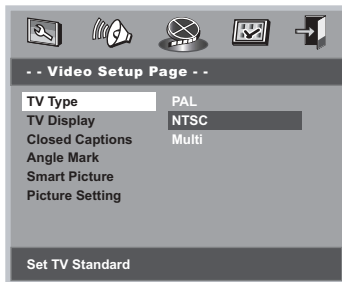 - - Video Setup Page - -
TV Type PAL
TV Display NTSC
Closed Captions Multi
Angle Mark
Smart Picture
Picture Setting
Set TV Standard